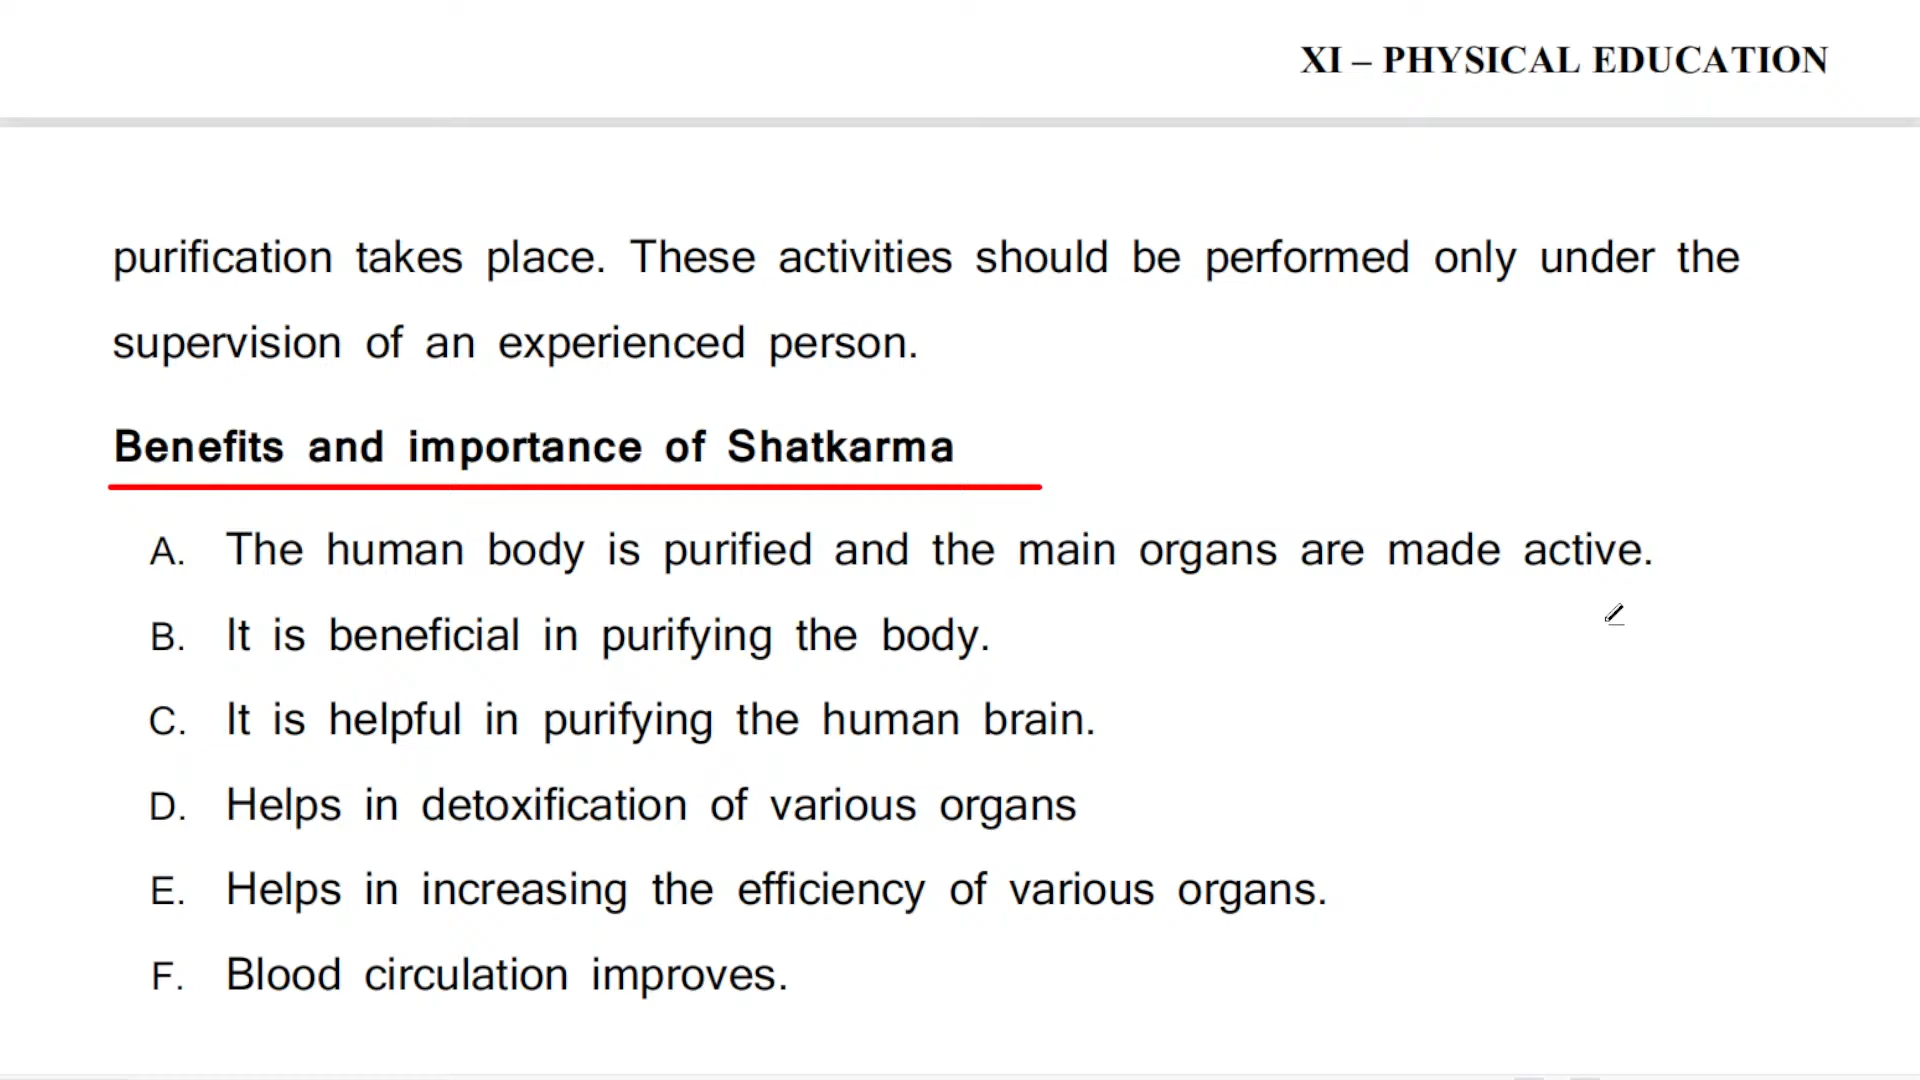 XI – PHYSICAL EDUCATION
purification takes place. These activities should be performed only under the
supervision of an experienced person.
Benefits and importance of Shatkarma
A. The human body is purified and the main organs are made active.
B. It is beneficial in purifying the body.
C. It is helpful in purifying the human brain.
D. Helps in detoxification of various organs
E. Helps in increasing the efficiency of various organs.
F. Blood circulation improves.